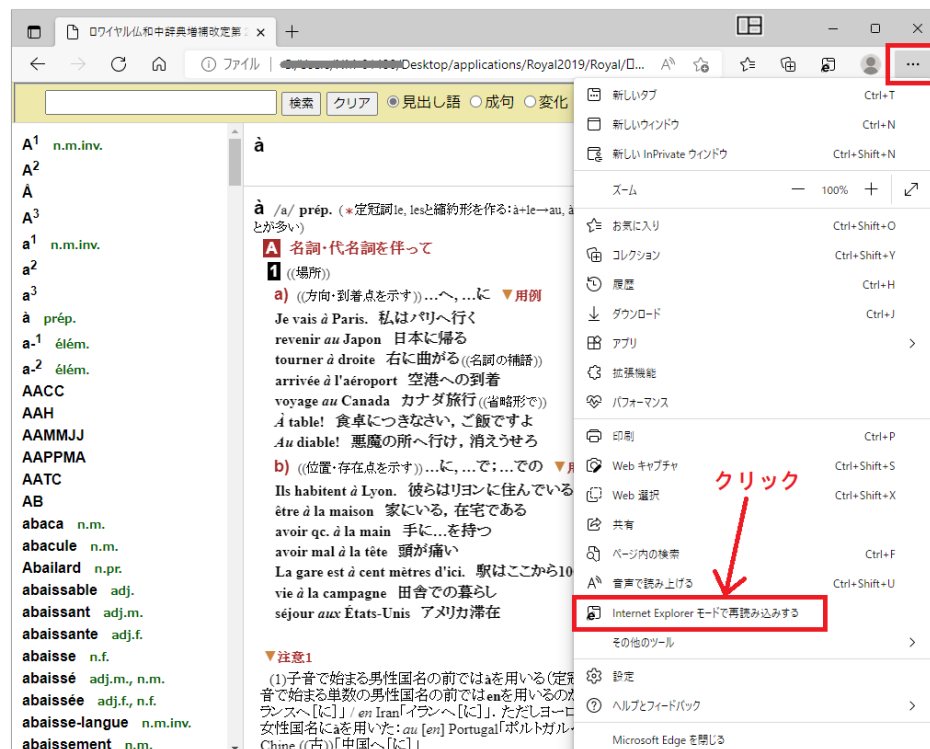 ロワイヤル仏和中辞典増補改定第
ファイル
Desktop/applications/Royal2019/Royal/ロ...
検索 クリア 見出し語 成句 変化
A1 n.m.inv.
A2
Â
A3
a1 n.m.inv.
a2
a3
à prép.
a-1 élém.
a-2 élém.
AACC
AAH
AAMMJJ
AAPPMA
AATC
AB
abaca n.m.
abacule n.m.
Abailard n.pr.
abaissable adj.
abaissant adj.m.
abaissante adj.f.
abaisse n.f.
abaissé adj.m., n.m.
abaissée adj.f., n.f.
abaisse-langue n.m.inv.
abaissement n.m.
à
à /a/ prép. (*定冠詞le, lesと縮約形を作る:à+le→au, à
とが多い)
A 名詞・代名詞を伴って
1 ((場所))
a) ((方向・到着点を示す))…へ, …に ▼用例
Je vais à Paris. 私はパリへ行く
revenir au Japon 日本に帰る
tourner à droite 右に曲がる((名詞の補語))
arrivée à l'aéroport 空港への到着
voyage au Canada カナダ旅行((省略形で))
À table! 食卓につきなさい, ご飯ですよ
Au diable! 悪魔の所へ行け, 消えうせろ
b) ((位置・存在点を示す))…に, …で;…での ▼
Ils habitent à Lyon. 彼らはリヨンに住んでいる
être à la maison 家にいる, 在宅である
avoir qc. à la main 手に…を持つ
avoir mal à la tête 頭が痛い
La gare est à cent mètres d'ici. 駅はここから10
vie à la campagne 田舎での暮らし
séjour aux États-Unis アメリカ滞在
▼注意1
(1)子音で始まる男性国名の前ではàを用いる(定冠
音で始まる単数の男性国名の前ではenを用いるのが
ランスへ[に]」/ en Iran「イランへ[に]」. ただしヨーロ
女性国名にàを用いた:au [en] Portugal「ポルトガル
Chine ((古))「中国へ[に]」
新しいタブ Ctrl+T
新しいウィンドウ Ctrl+N
新しい InPrivate ウィンドウ Ctrl+Shift+N
ズーム 100%
お気に入り Ctrl+Shift+O
コレクション Ctrl+Shift+Y
履歴 Ctrl+H
ダウンロード Ctrl+J
アプリ
拡張機能
パフォーマンス
印刷 Ctrl+P
Web キャプチャ Ctrl+Shift+S
Web 選択 Ctrl+Shift+X
クリック
共有
ページ内の検索 Ctrl+F
音声で読み上げる Ctrl+Shift+U
Internet Explorer モードで再読み込みする
その他のツール
設定
ヘルプとフィードバック
Microsoft Edge を閉じる